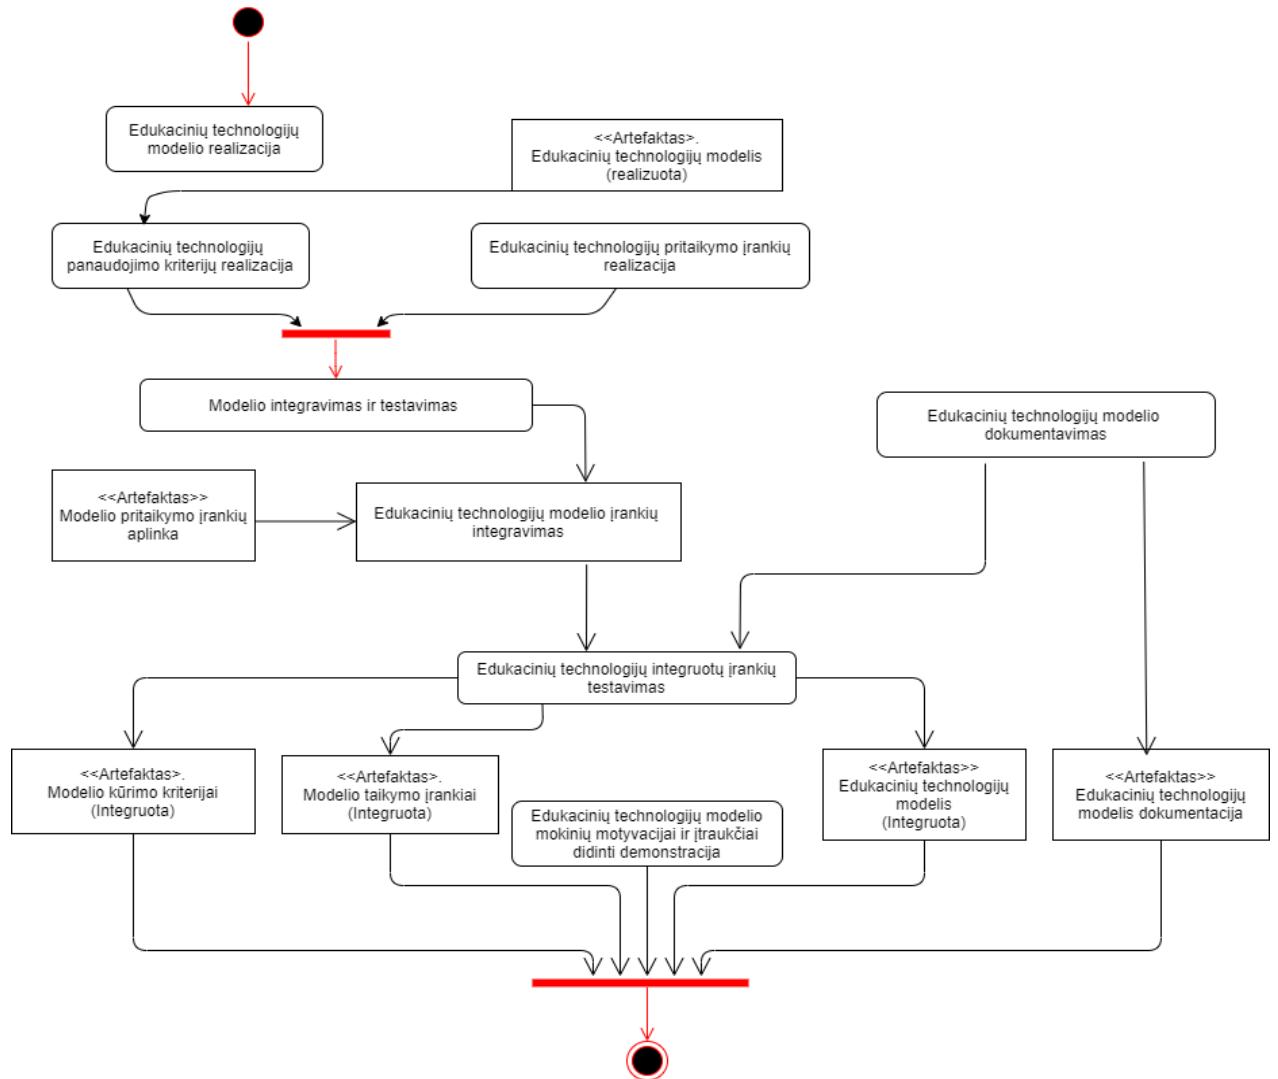 Edukacinių technologijų
modelio realizacija
<<Artefaktas>.
Edukacinių technologijų modelis
(realizuota)
Edukacinių technologijų
panaudojimo kriterijų realizacija
Edukacinių technologijų pritaikymo įrankių
realizacija
Modelio integravimas ir testavimas
Edukacinių technologijų modelio
dokumentavimas
<<Artefaktas>>
Modelio pritaikymo įrankių
aplinka
Edukacinių technologijų modelio įrankių
integravimas
Edukacinių technologijų integruotų įrankių
testavimas
<<Artefaktas>.
Modelio kūrimo kriterijai
(Integruota)
<<Artefaktas>.
Modelio taikymo įrankiai
(Integruota)
Edukacinių technologijų modelio
mokinių motyvacijai ir įtraukčiai
didinti demonstracija
<<Artefaktas>>
Edukacinių technologijų
modelis
(Integruota)
<<Artefaktas>>
Edukacinių technologijų
modelis dokumentacija